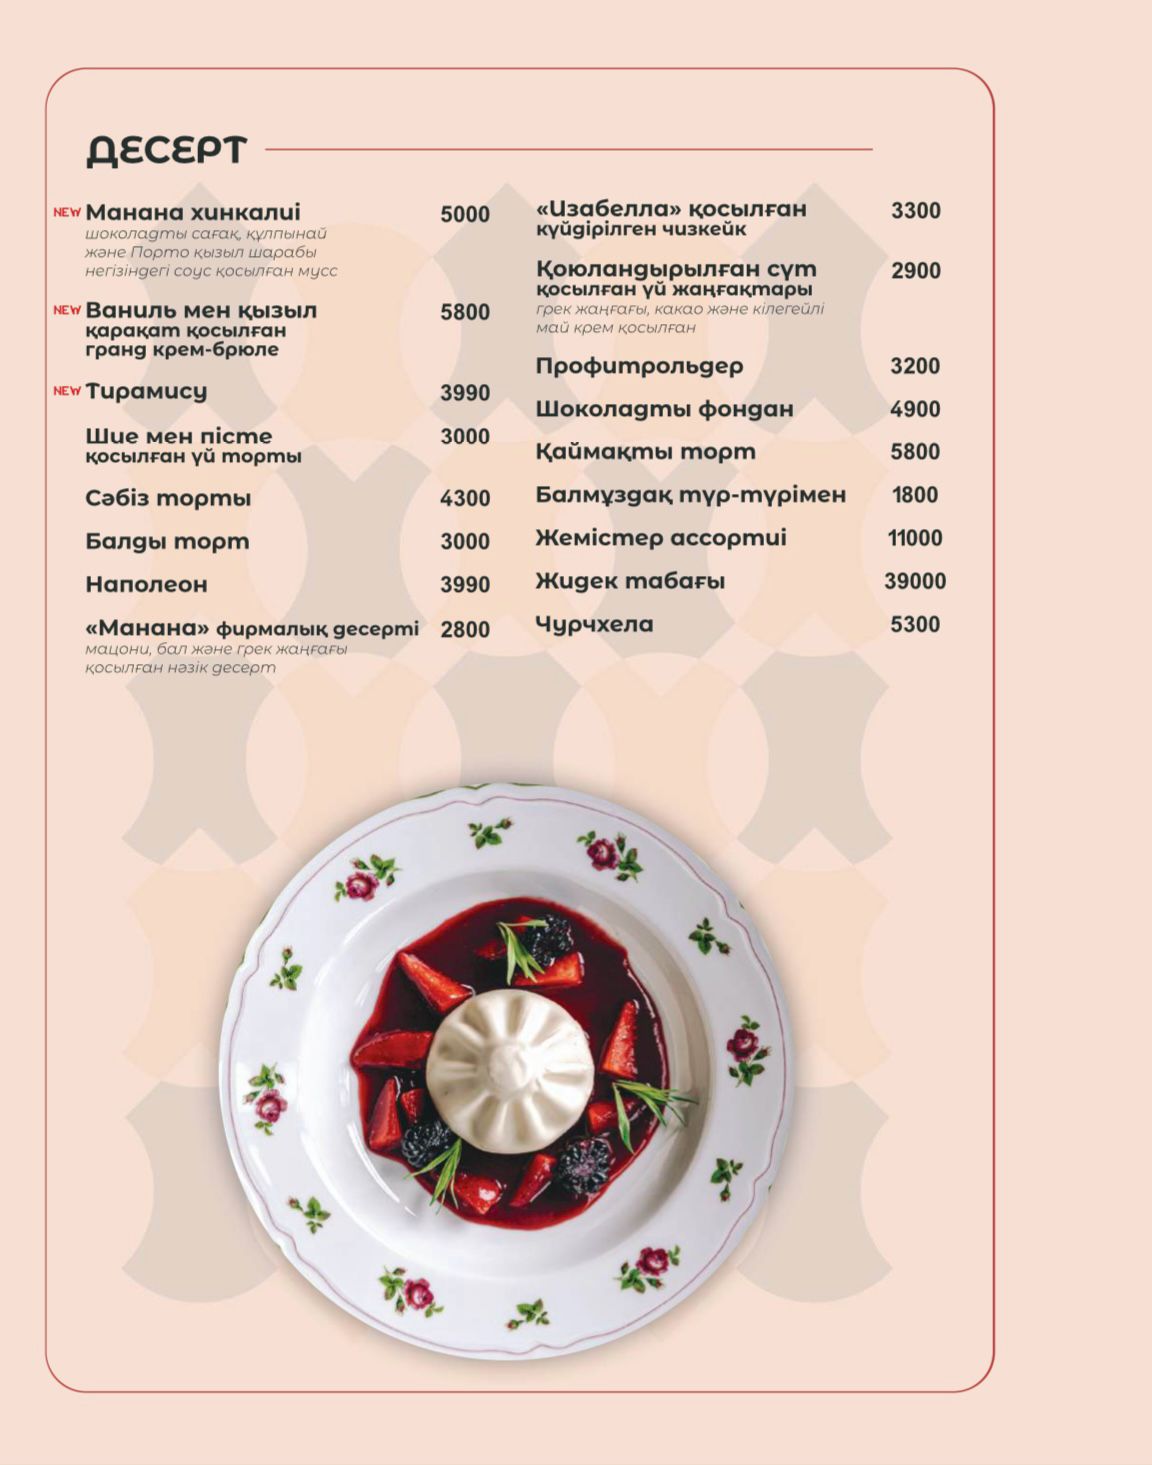 ДЕСЕРТ
NEW Манана хинкалиі 5000
шоколадты сағақ, құлпынай
және Порто қызыл шарабы
негізіндегі соус қосылған мусс
NEW Ваниль мен қызыл 5800
қарақат қосылған
гранд крем-брюле
NEW Тирамису 3990
Шие мен пісте 3000
қосылған үй торты
Сәбіз торты 4300
Балды торт 3000
Наполеон 3990
«Манана» фирмалық десерті 2800
мацони, бал және грек жаңғағы
қосылған нәзік десерт
«Изабелла» қосылған 3300
күйдірілген чизкейк
Қоюландырылған сүт 2900
қосылған үй жаңғақтары
грек жаңғағы, какао және кілегейлі
май крем қосылған
Профитрольдер 3200
Шоколадты фондан 4900
Қаймақты торт 5800
Балмұздақ түр-түрімен 1800
Жемістер ассортиі 11000
Жидек табағы 39000
Чурчхела 5300